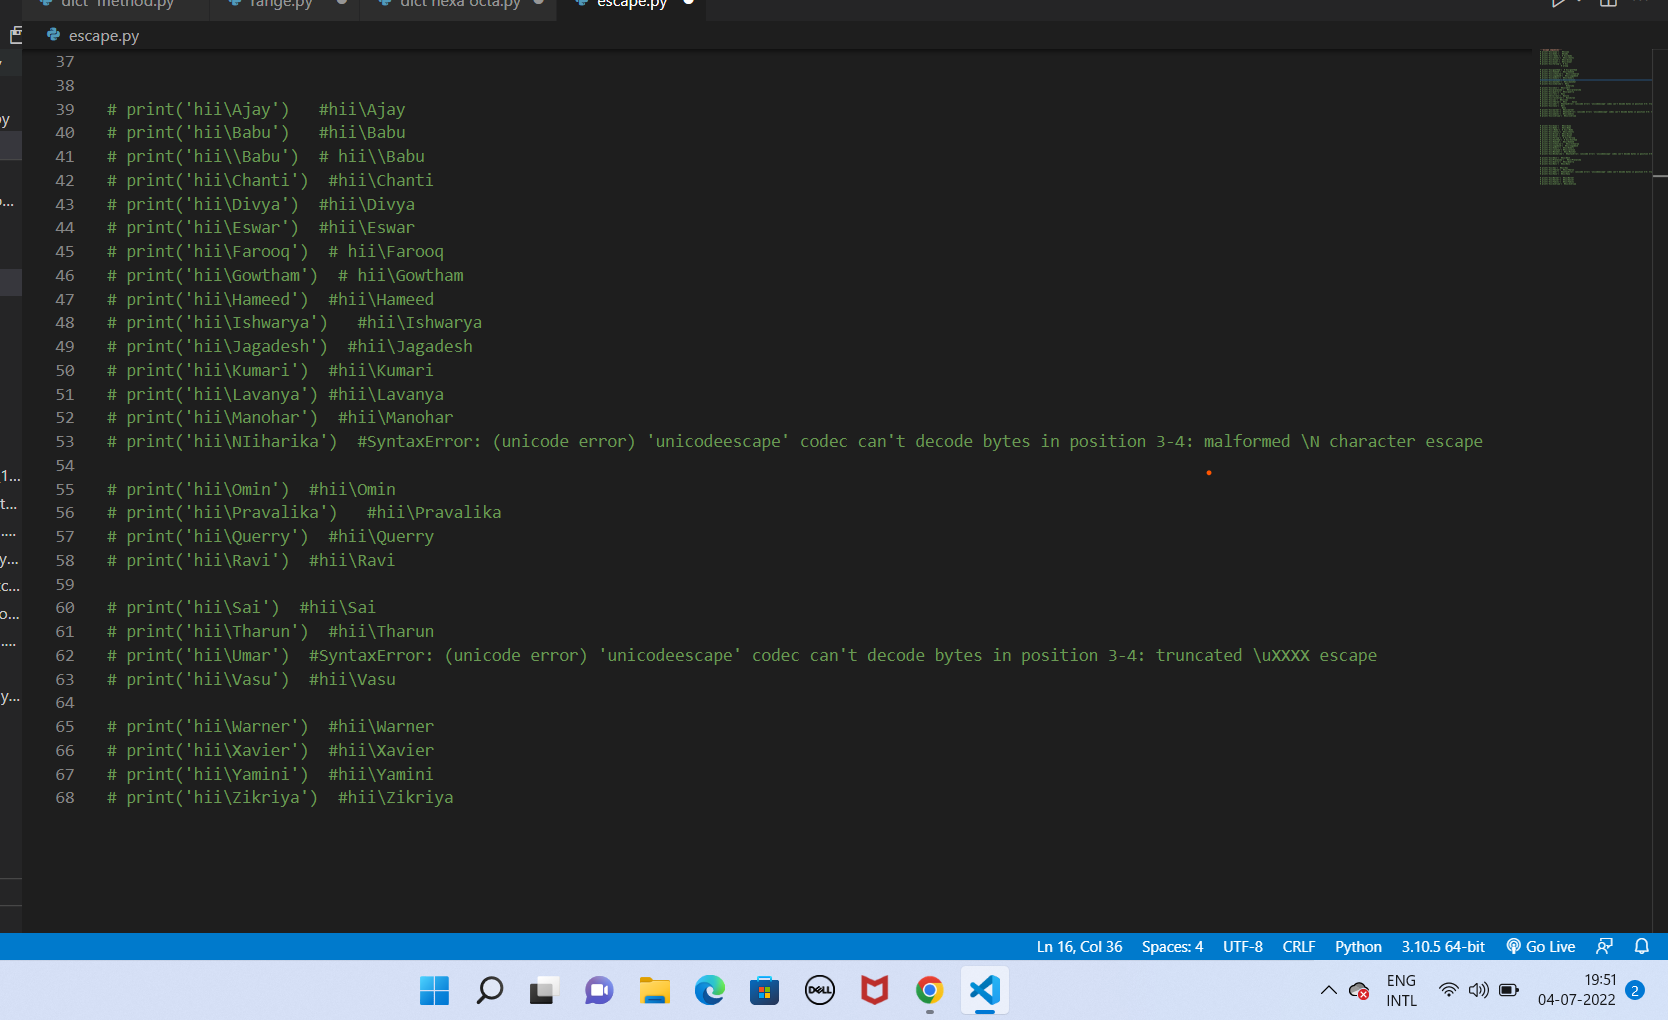 dict_method.py range.py dict hexa octa.py escape.py
escape.py
37
38
39 # print('hii\Ajay') #hii\Ajay
40 # print('hii\Babu') #hii\Babu
41 # print('hii\\Babu') # hii\\Babu
42 # print('hii\Chanti') #hii\Chanti
43 # print('hii\Divya') #hii\Divya
44 # print('hii\Eswar') #hii\Eswar
45 # print('hii\Farooq') # hii\Farooq
46 # print('hii\Gowtham') # hii\Gowtham
47 # print('hii\Hameed') #hii\Hameed
48 # print('hii\Ishwarya') #hii\Ishwarya
49 # print('hii\Jagadesh') #hii\Jagadesh
50 # print('hii\Kumari') #hii\Kumari
51 # print('hii\Lavanya') #hii\Lavanya
52 # print('hii\Manohar') #hii\Manohar
53 # print('hii\NIiharika') #SyntaxError: (unicode error) 'unicodeescape' codec can't decode bytes in position 3-4: malformed \N character escape
54
55 # print('hii\Omin') #hii\Omin
56 # print('hii\Pravalika') #hii\Pravalika
57 # print('hii\Querry') #hii\Querry
58 # print('hii\Ravi') #hii\Ravi
59
60 # print('hii\Sai') #hii\Sai
61 # print('hii\Tharun') #hii\Tharun
62 # print('hii\Umar') #SyntaxError: (unicode error) 'unicodeescape' codec can't decode bytes in position 3-4: truncated \uXXXX escape
63 # print('hii\Vasu') #hii\Vasu
64
65 # print('hii\Warner') #hii\Warner
66 # print('hii\Xavier') #hii\Xavier
67 # print('hii\Yamini') #hii\Yamini
68 # print('hii\Zikriya') #hii\Zikriya
Ln 16, Col 36 Spaces: 4 UTF-8 CRLF Python 3.10.5 64-bit Go Live
DELL
ENG
INTL
19:51
04-07-2022
2